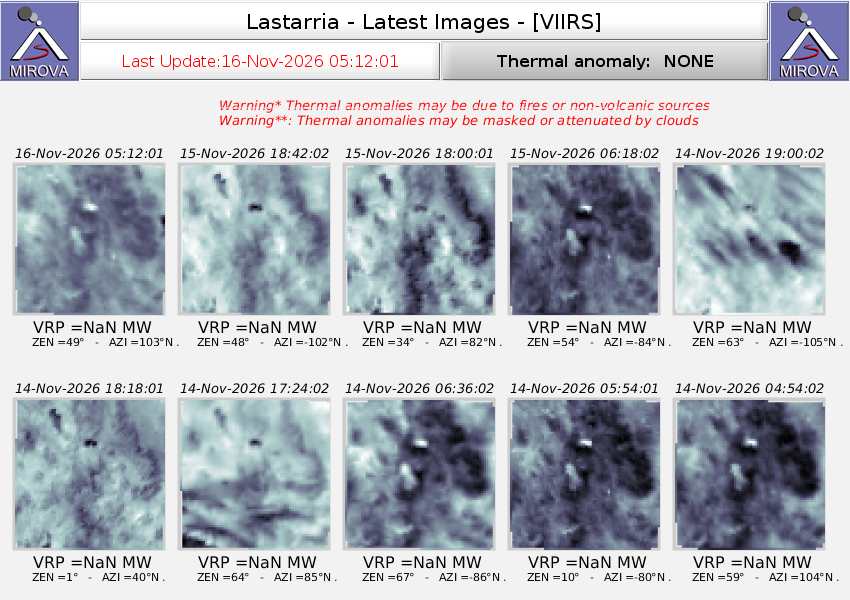 Lastarria - Latest Images - [VIIRS]
MIROVA
Last Update:16-Nov-2026 05:12:01
Thermal anomaly: NONE
MIROVA
Warning* Thermal anomalies may be due to fires or non-volcanic sources
Warning**: Thermal anomalies may be masked or attenuated by clouds
16-Nov-2026 05:12:01 15-Nov-2026 18:42:02 15-Nov-2026 18:00:01 15-Nov-2026 06:18:02 14-Nov-2026 19:00:02
VRP =NaN MW VRP =NaN MW VRP =NaN MW VRP =NaN MW VRP =NaN MW
ZEN =49° - AZI =103°N . ZEN =48° - AZI =-102°N . ZEN =34° - AZI =82°N . ZEN =54° - AZI =-84°N . ZEN =63° - AZI =-105°N .
14-Nov-2026 18:18:01 14-Nov-2026 17:24:02 14-Nov-2026 06:36:02 14-Nov-2026 05:54:01 14-Nov-2026 04:54:02
VRP =NaN MW VRP =NaN MW VRP =NaN MW VRP =NaN MW VRP =NaN MW
ZEN =1° - AZI =40°N . ZEN =64° - AZI =85°N . ZEN =67° - AZI =-86°N . ZEN =10° - AZI =-80°N . ZEN =59° - AZI =104°N .